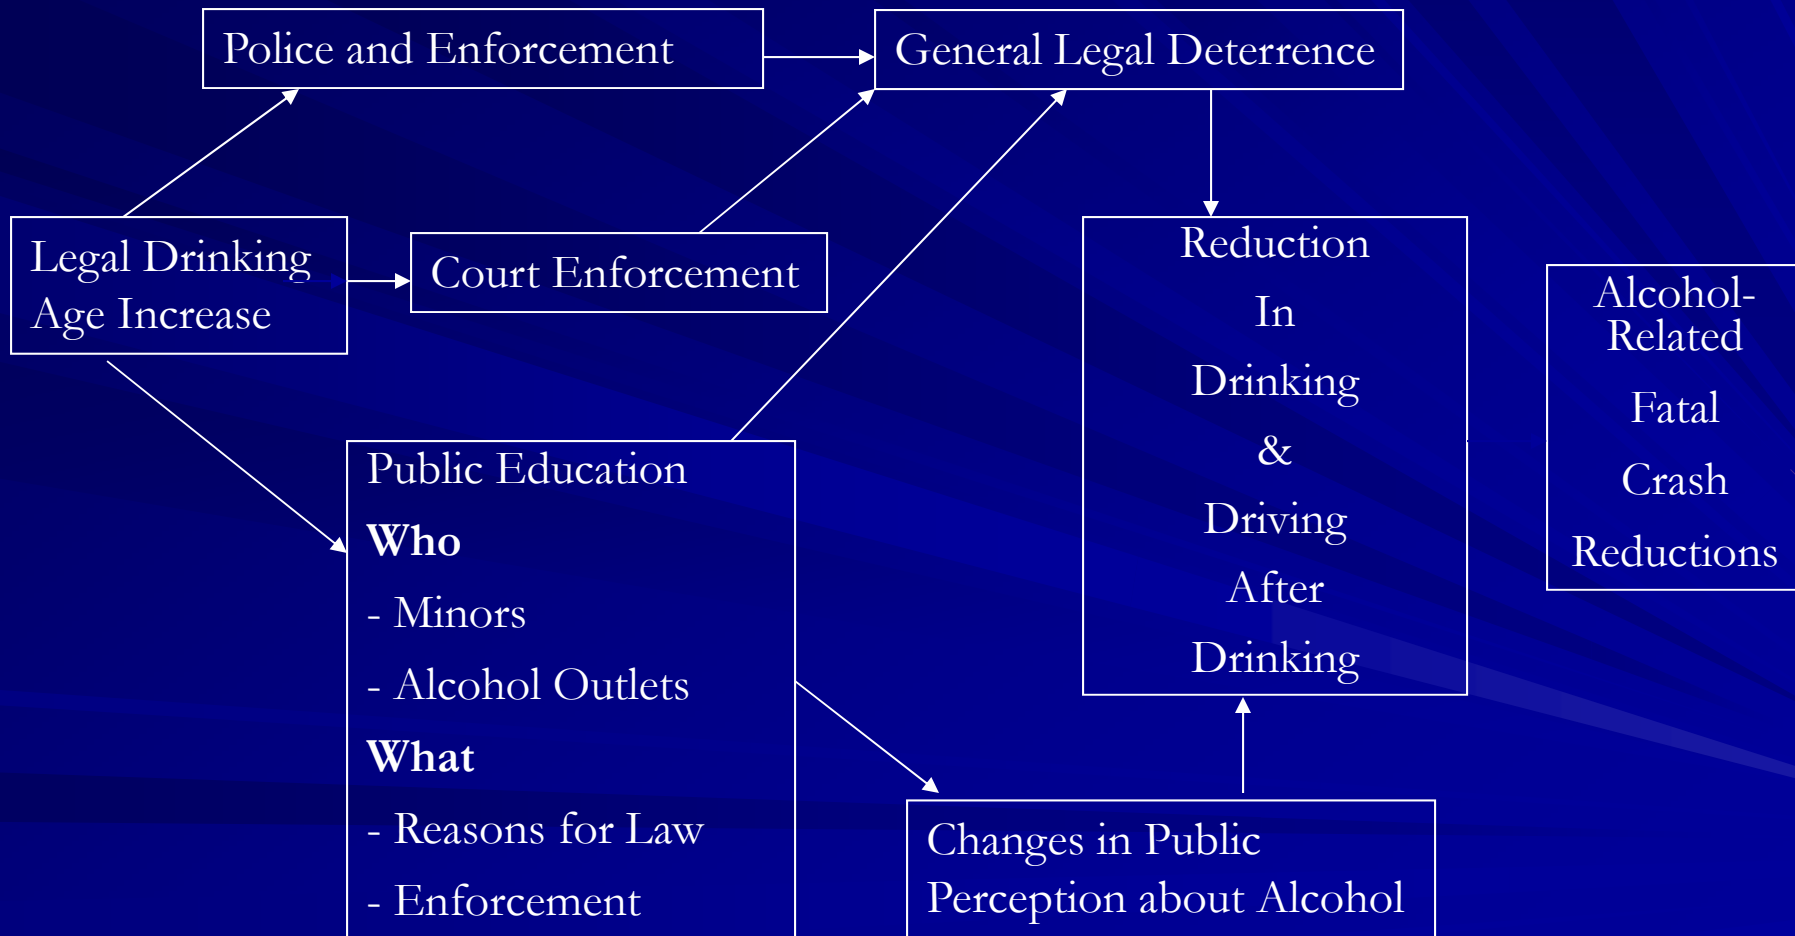 Police and Enforcement
General Legal Deterrence
Legal Drinking
Age Increase
Court Enforcement
Public Education
Who
- Minors
- Alcohol Outlets
What
- Reasons for Law
- Enforcement
Reduction
In
Drinking
&
Driving
After
Drinking
Changes in Public
Perception about Alcohol
Alcohol-
Related
Fatal
Crash
Reductions